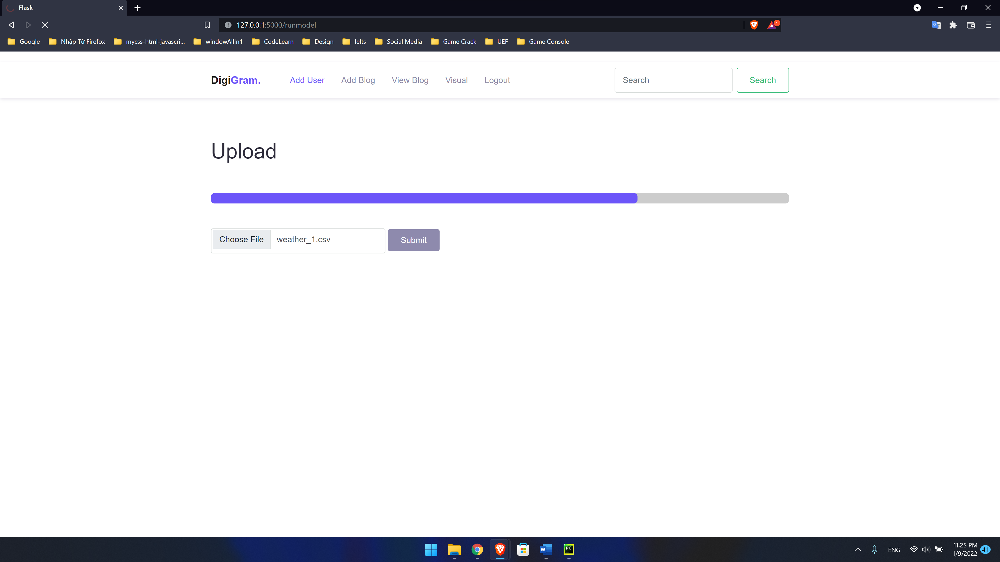 Flask
127.0.0.1:5000/runmodel
1
Google Nhập Từ Firefox mycss-html-javascri... windowAllIn1 CodeLearn Design Ielts Social Media Game Crack UEF Game Console
DigiGram. Add User Add Blog View Blog Visual Logout Search Search
Upload
Choose File weather_1.csv Submit
W PC ENG 11:25 PM 41
1/9/2022